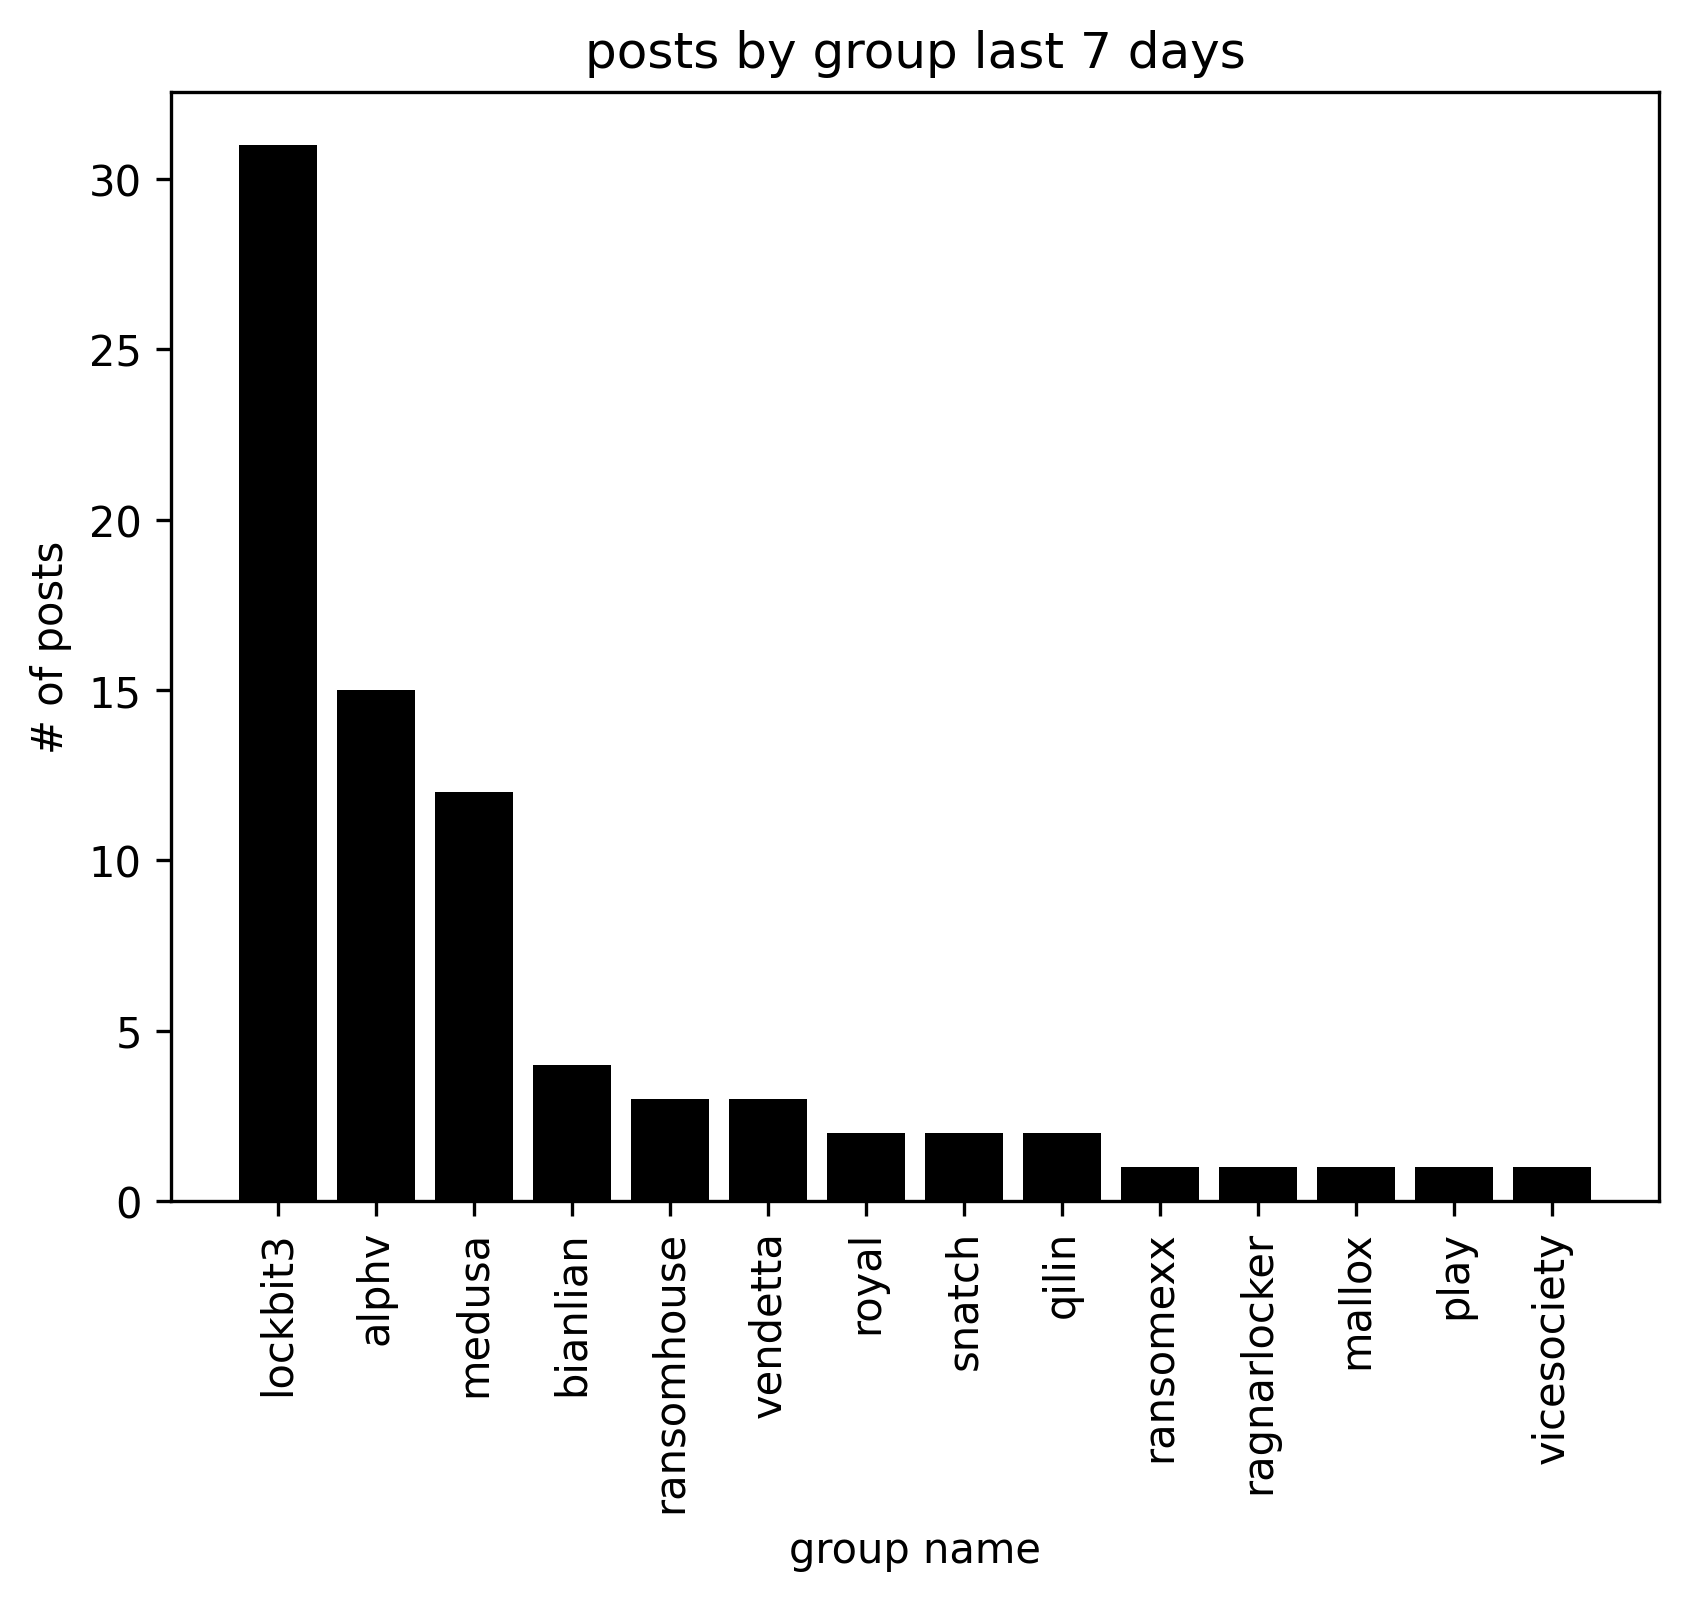 posts by group last 7 days
# of posts
30
25
20
15
10
5
0
lockbit3
alphv
medusa
bianlian
ransomhouse
vendetta
royal
snatch
qilin
ransomexx
ragnarlocker
mallox
play
vicesociety
group name